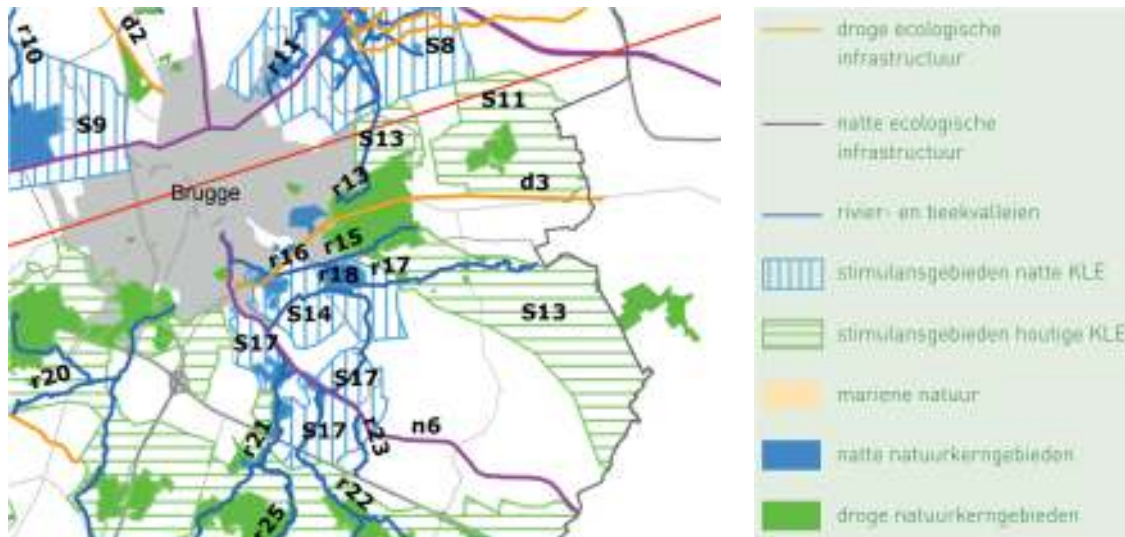 r10
d2
r11
S8
S9
S11
S13
Brugge
r13
d3
r16
r15
r18
r17
S14
S13
S17
S17
r20
S17
r23
n6
r21
r22
r25
droge ecologische
infrastructuur
natte ecologische
infrastructuur
rivier- en beekvalleien
stimulansgebieden natte KLE
stimulansgebieden houtige KLE
mariene natuur
natte natuurkerngebieden
droge natuurkerngebieden